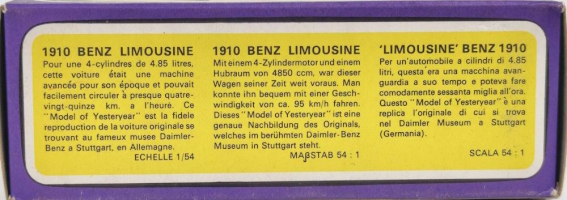 1910 BENZ LIMOUSINE
Pour une 4-cylindres de 4.85 litres,
cette voiture était une machine
avancée pour son époque et pouvait
facilement circuler à presque quatre-
vingt-quinze km. a l'heure. Ce
"Model of Yesteryear" est la fidele
reproduction de la voiture originale se
trouvant au fameux musee Daimler-
Benz a Stuttgart, en Allemagne.
ECHELLE 1/54
1910 BENZ LIMOUSINE
Mit einem 4-Zylindermotor und einem
Hubraum von 4850 ccm, war dieser
Wagen seiner Zeit weit voraus. Man
konnte ihn bequem mit einer Gesch-
windigkeit von ca. 95 km/h fahren.
Dieses "Model of Yesteryear" ist eine
genaue Nachbildung des Originals,
welches im berühmten Daimler-Benz
Museum in Stuttgart steht.
MAßSTAB 54 : 1
'LIMOUSINE' BENZ 1910
Per un'automobile a cilindri di 4.85
litri, questa era una macchina avan-
guardia a suo tempo e poteva fare
comodamente sessanta miglia all'ora.
Questo "Model of Yesteryear" è una
replica l'originale di cui si trova
nel Daimler Museum a Stuttgart
(Germania).
SCALA 54 : 1